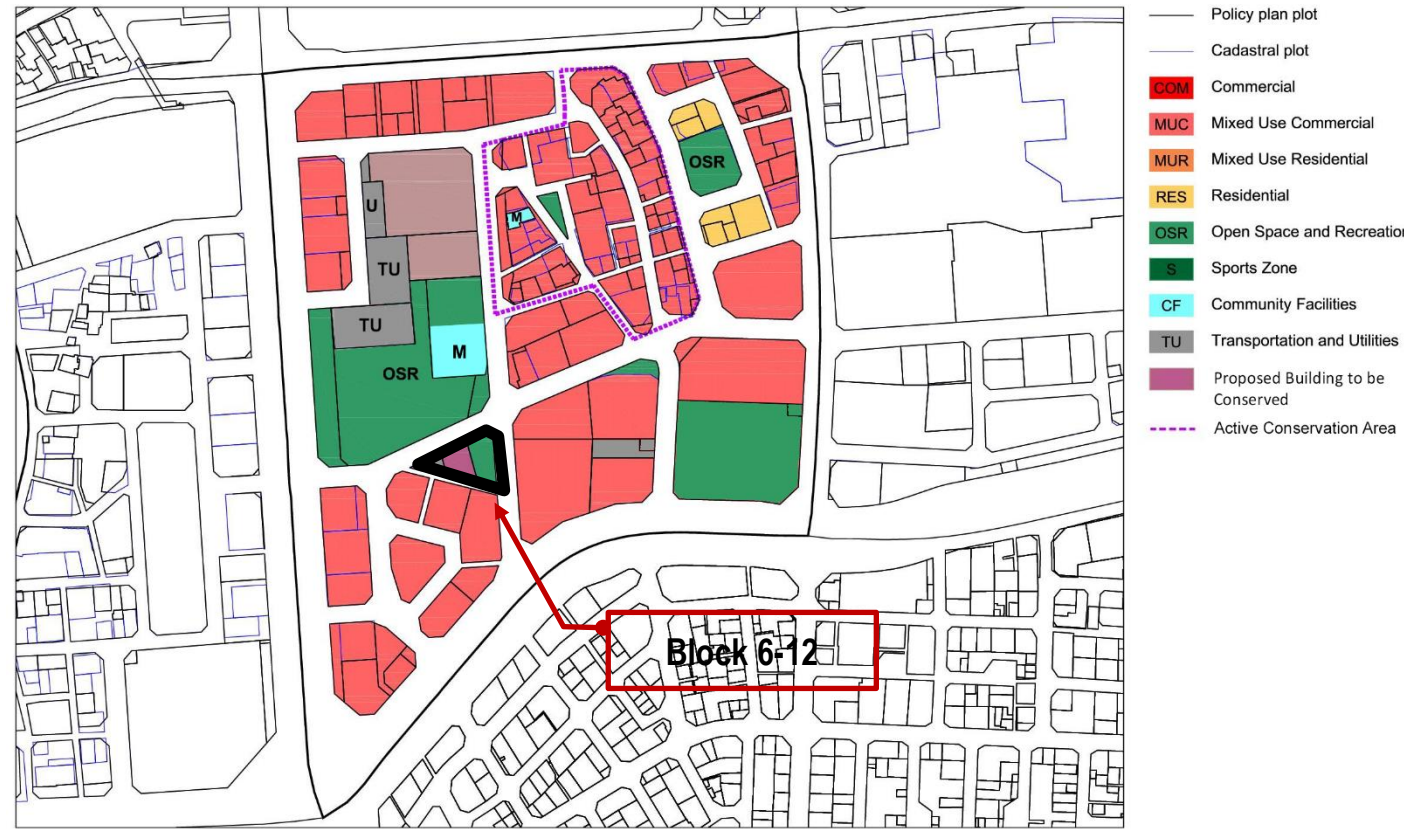 Policy plan plot
Cadastral plot
COM Commercial
MUC Mixed Use Commercial
MUR Mixed Use Residential
RES Residential
OSR Open Space and Recreation
S Sports Zone
CF Community Facilities
TU Transportation and Utilities
Proposed Building to be
Conserved
Active Conservation Area
OSR
U
M
TU
TU
M
OSR
Block 6-12